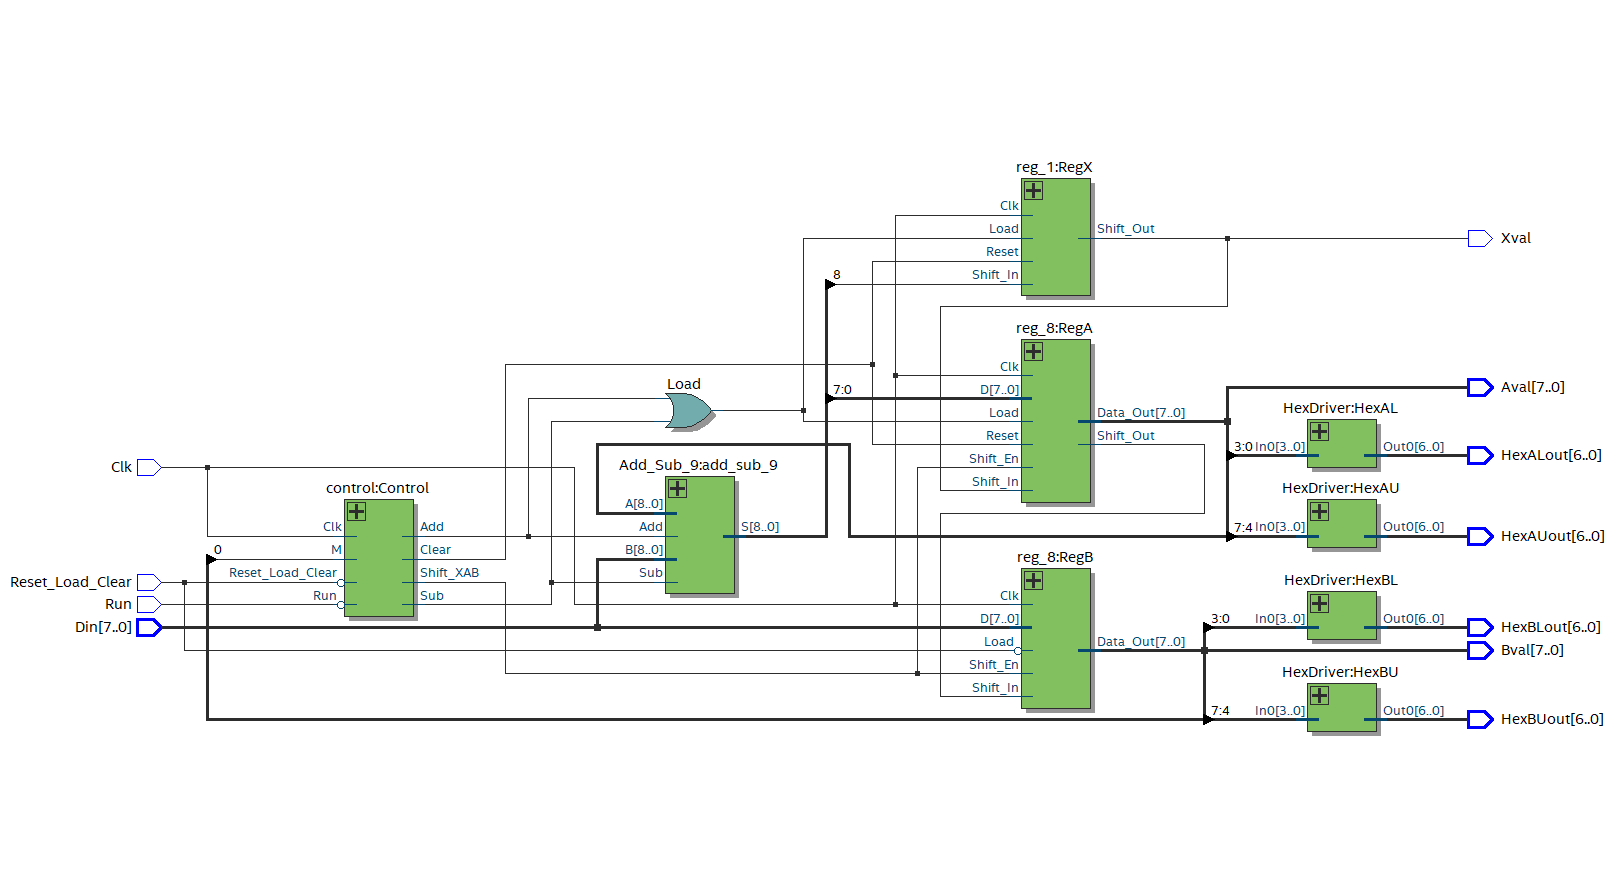 reg_1:RegX
Clk
Load
Reset
Shift_In
Shift_Out
Xval
8
reg_8:RegA
Clk
D[7..0]
Load
Reset
Shift_En
Shift_In
Data_Out[7..0]
Shift_Out
7:0
Load
Aval[7..0]
HexDriver:HexAL
3:0
In0[3..0]
Out0[6..0]
HexALout[6..0]
HexDriver:HexAU
7:4
In0[3..0]
Out0[6..0]
HexAUout[6..0]
Add_Sub_9:add_sub_9
A[8..0]
Add
B[8..0]
Sub
S[8..0]
Clk
control:Control
Clk
M
Reset_Load_Clear
Run
Add
Clear
Shift_XAB
Sub
0
Reset_Load_Clear
Run
Din[7..0]
reg_8:RegB
Clk
D[7..0]
Load
Shift_En
Shift_In
Data_Out[7..0]
HexDriver:HexBL
3:0
In0[3..0]
Out0[6..0]
HexBLout[6..0]
Bval[7..0]
HexDriver:HexBU
7:4
In0[3..0]
Out0[6..0]
HexBUout[6..0]